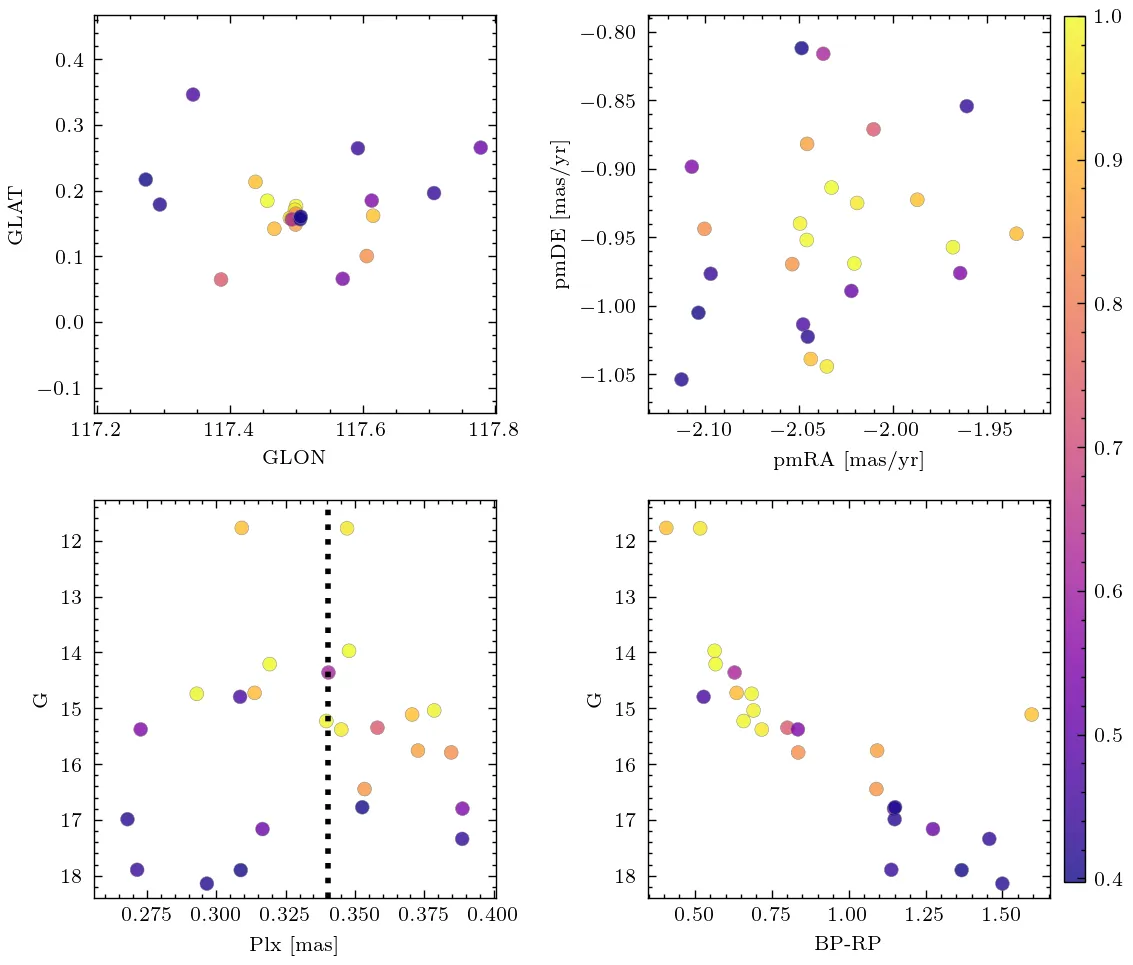 0.4
0.3
0.2
0.1
0.0
−0.1
GLAT
117.2 117.4 117.6 117.8
GLON
−0.80
−0.85
−0.90
−0.95
−1.00
−1.05
pmDE [mas/yr]
−2.10 −2.05 −2.00 −1.95
pmRA [mas/yr]
1.0
0.9
0.8
0.7
0.6
0.5
0.4
12
13
14
15
16
17
18
G
0.275 0.300 0.325 0.350 0.375 0.400
Plx [mas]
12
13
14
15
16
17
18
G
0.50 0.75 1.00 1.25 1.50
BP-RP